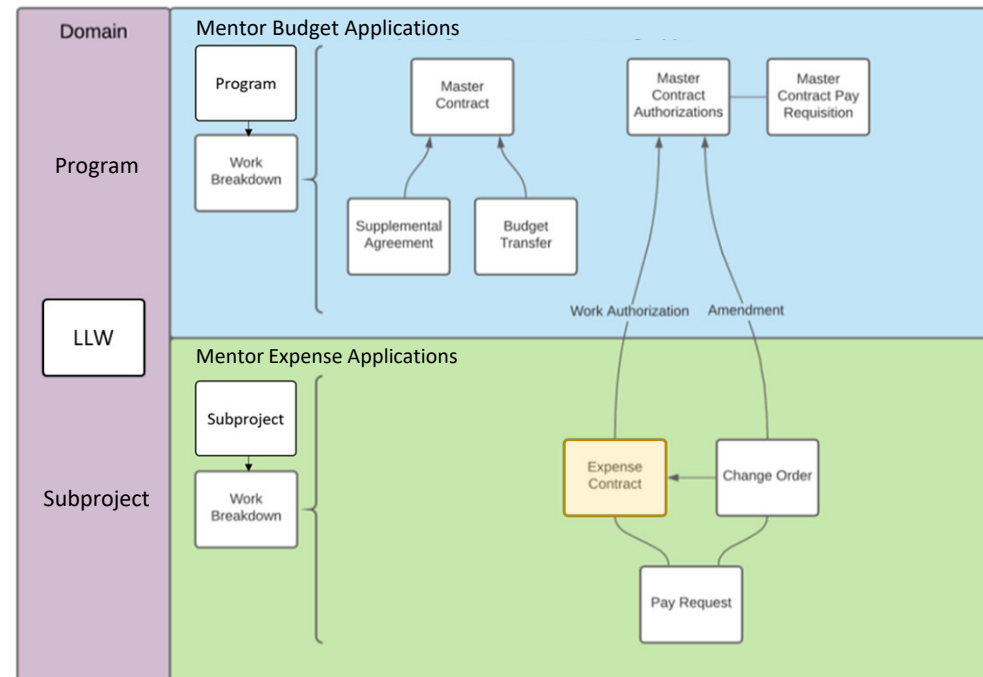 Domain
Program
LLW
Subproject
Mentor Budget Applications
Program
Work
Breakdown
Master
Contract
Supplemental
Agreement
Budget
Transfer
Master
Contract
Authorizations
Master
Contract Pay
Requisition
Work Authorization
Amendment
Mentor Expense Applications
Subproject
Work
Breakdown
Expense
Contract
Change Order
Pay Request